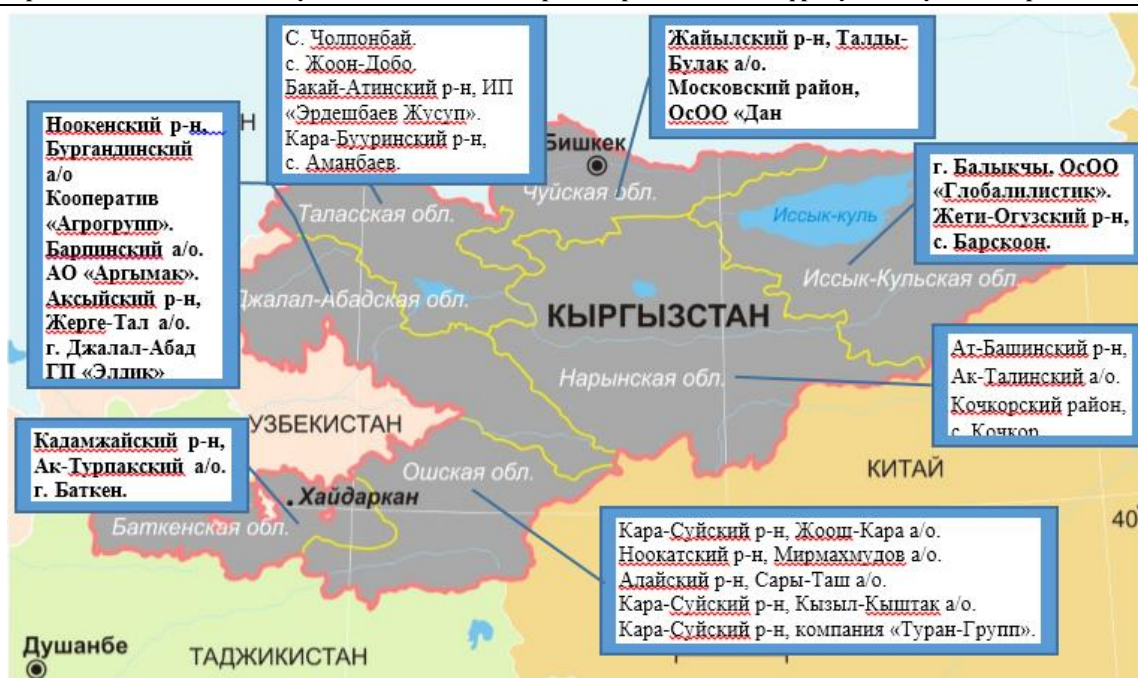 С. Чолпонбай.
с. Жоон-Добо.
Бакай-Атинский р-н, ИП
«Эрдешбаев Жусуп».
Кара-Бууринский р-н,
с. Аманбаев.
Жайылский р-н, Талды-
Булак а/о.
Московский район,
ОсОО «Дан
Ноокенский р-н,
Бургандинский
а/о
Кооператив
«Агрогрупп».
Барпинский а/о.
АО «Аргымак».
Аксыйский р-н,
Жерге-Тал а/о.
г. Джалал-Абад
ГП «Элдик»
г. Балыкчы, ОсОО
«Глобалилистик».
Жети-Огузский р-н,
с. Барскоон.
Н
Бишкек
Чуйская обл.
Таласская обл.
Иссык-куль
Иссык-Кульская обл.
Джалал-Абадская обл.
КЫРГЫЗСТАН
Нарынская обл.
Ат-Башинский р-н,
Ак-Талинский а/о.
Кочкорский район,
с. Кочкор
УЗБЕКИСТАН
Кадамжайский р-н,
Ак-Турпакский а/о.
г. Баткен.
Ошская обл.
КИТАЙ
Хайдаркан
Баткенская обл.
40°
Кара-Суйский р-н, Жоош-Кара а/о.
Ноокатский р-н, Мирмахмудов а/о.
Алайский р-н, Сары-Таш а/о.
Кара-Суйский р-н, Кызыл-Кыштак а/о.
Кара-Суйский р-н, компания «Туран-Групп».
Душанбе
ТАДЖИКИСТАН